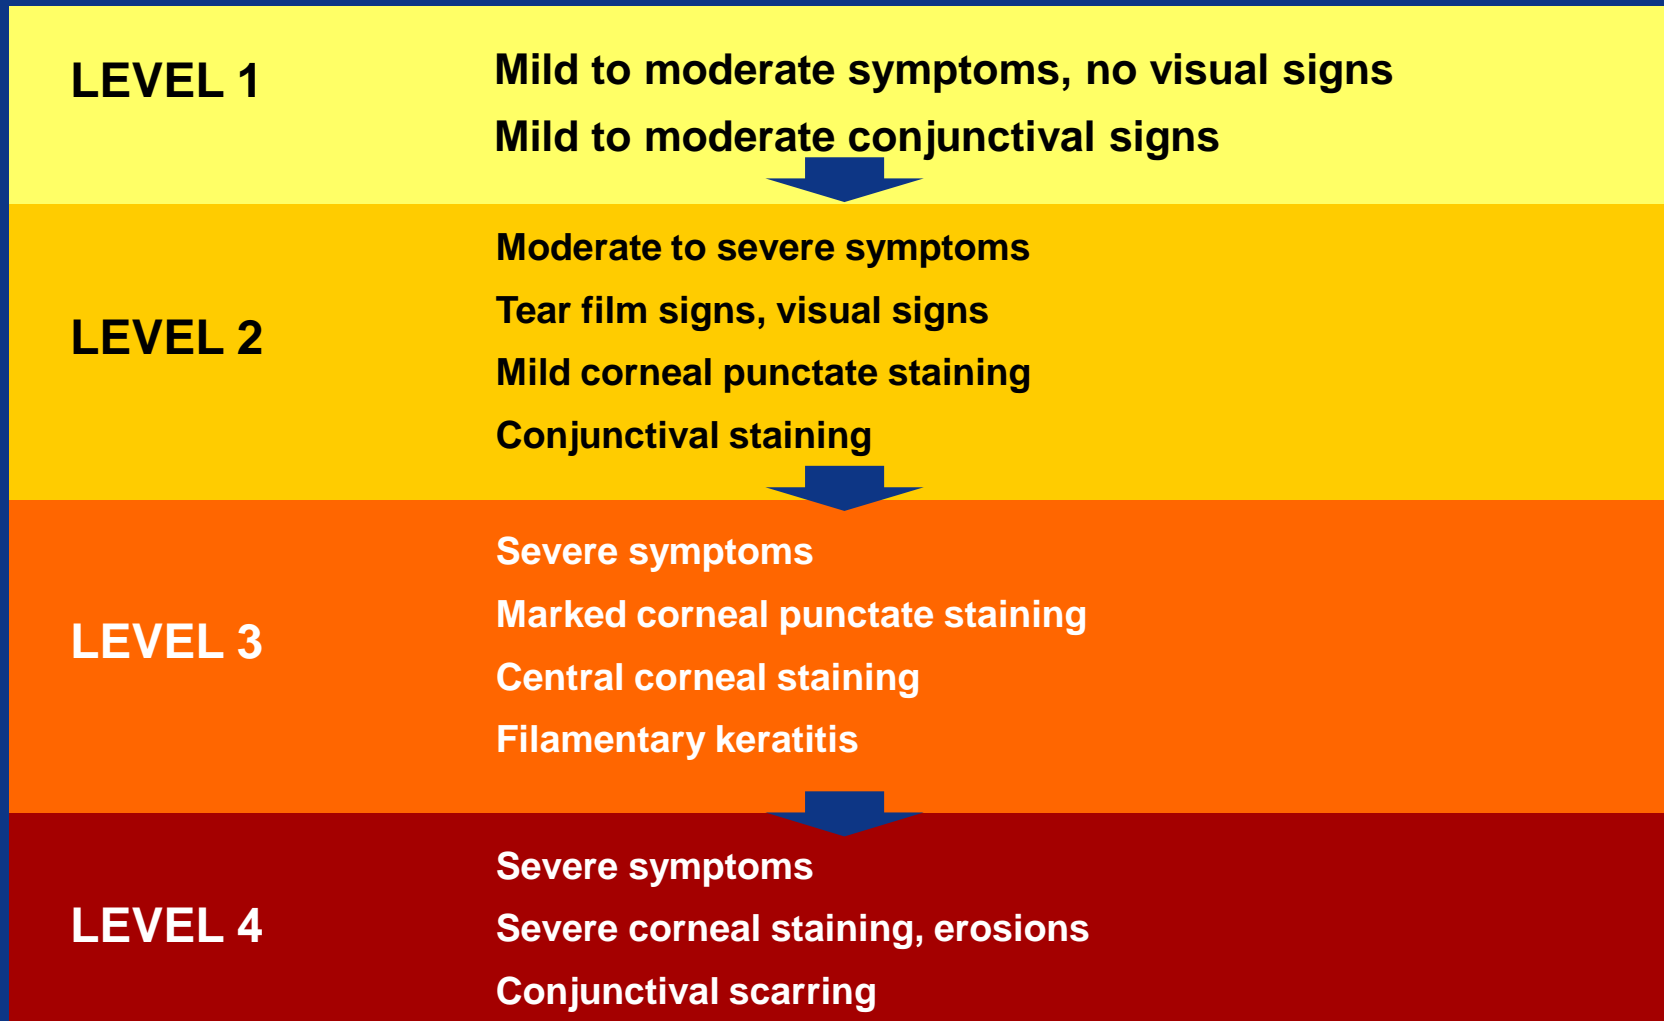 LEVEL 1
Mild to moderate symptoms, no visual signs
Mild to moderate conjunctival signs
LEVEL 2
Moderate to severe symptoms
Tear film signs, visual signs
Mild corneal punctate staining
Conjunctival staining
LEVEL 3
Severe symptoms
Marked corneal punctate staining
Central corneal staining
Filamentary keratitis
LEVEL 4
Severe symptoms
Severe corneal staining, erosions
Conjunctival scarring